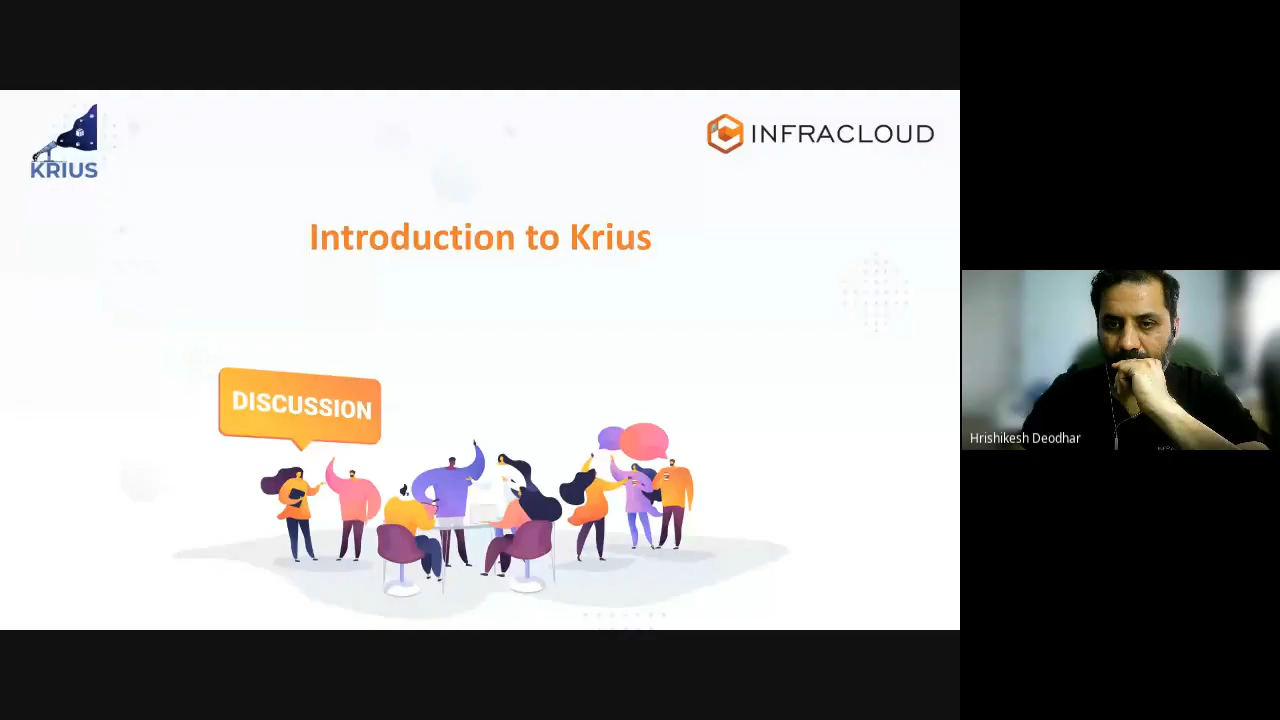 KRIUS
INFRACLOUD
Introduction to Krius
DISCUSSION
Hrishikesh Deodhar